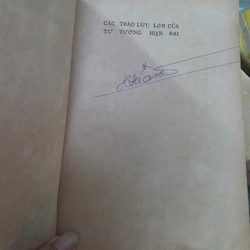 CÁC TRÀO LƯU LỚN CỦA
TƯ TƯỞNG HIỆN ĐẠI